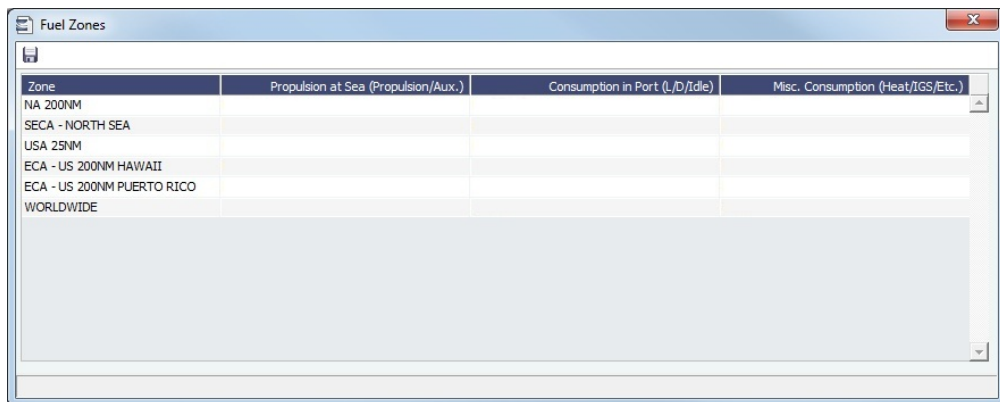 Fuel Zones
Zone Propulsion at Sea (Propulsion/Aux.) Consumption in Port (L/D/Idle) Misc. Consumption (Heat/IGS/Etc.)
NA 200NM
SECA - NORTH SEA
USA 25NM
ECA - US 200NM HAWAII
ECA - US 200NM PUERTO RICO
WORLDWIDE